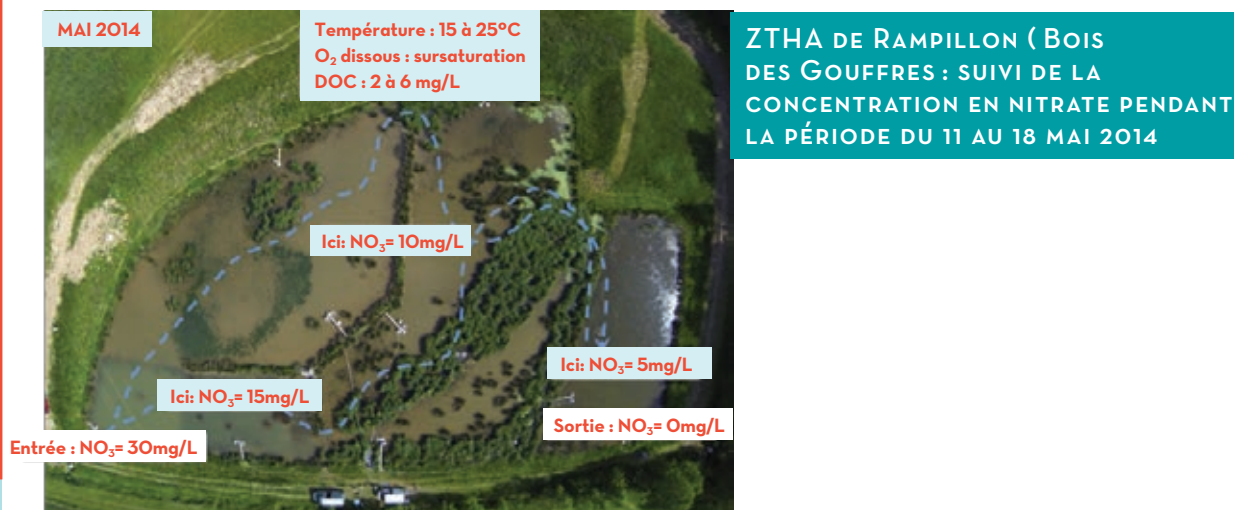 MAI 2014
Température : 15 à 25°C
O₂ dissous : sursaturation
DOC : 2 à 6 mg/L
ZTHA DE RAMPILLON ( BOIS
DES GOUFFRES : SUIVI DE LA
CONCENTRATION EN NITRATE PENDANT
LA PÉRIODE DU 11 AU 18 MAI 2014
Ici: NO₃= 10mg/L
Ici: NO₃= 5mg/L
Ici: NO₃= 15mg/L
Sortie : NO₃= 0mg/L
Entrée : NO₃= 30mg/L